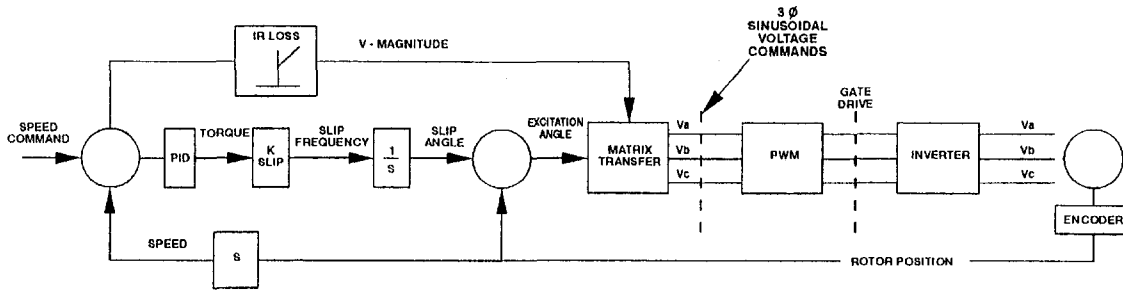 3 Ø
SINUSOIDAL
VOLTAGE
COMMANDS
IR LOSS
V - MAGNITUDE
GATE
DRIVE
SPEED
COMMAND
PID
TORQUE
K
SLIP
SLIP
FREQUENCY
1
S
SLIP
ANGLE
EXCITATION
ANGLE
MATRIX
TRANSFER
Va
Vb
Vc
PWM
INVERTER
Va
Vb
Vc
ENCODER
SPEED
S
ROTOR POSITION